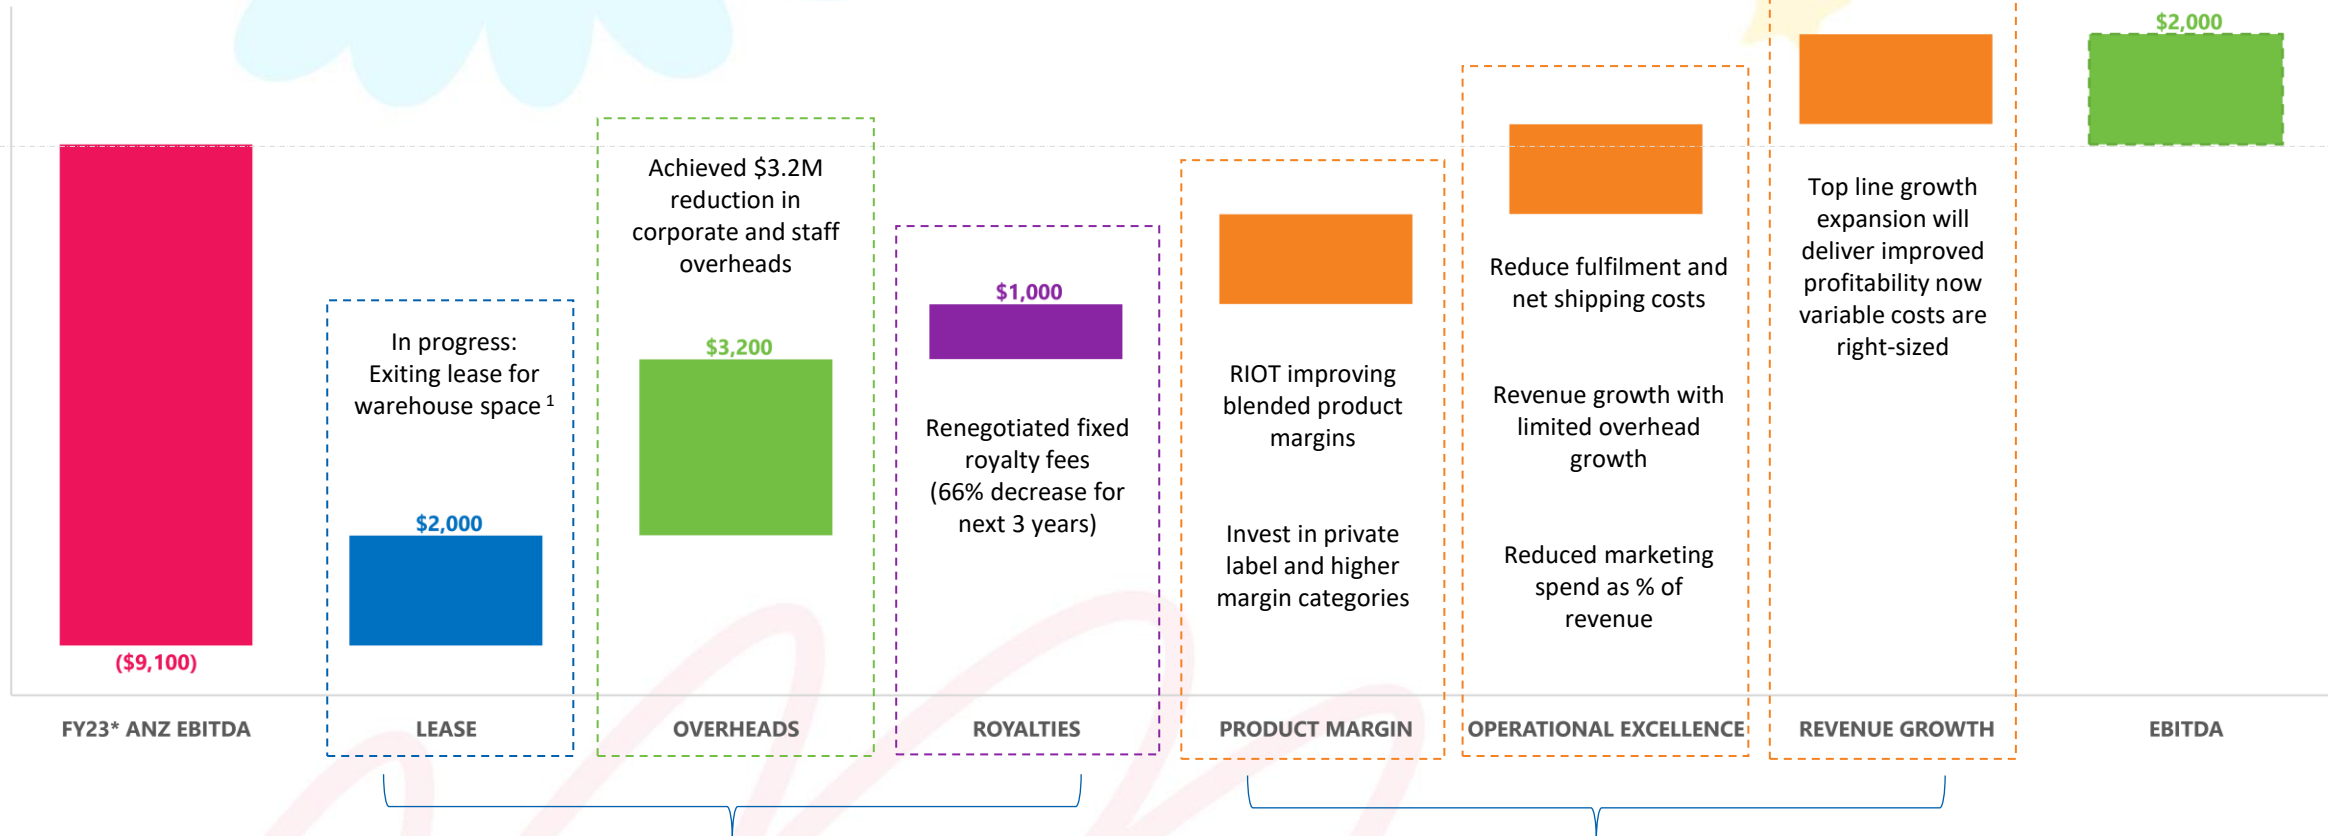 $2,000
Achieved $3.2M
reduction in
corporate and staff
overheads
Top line growth
expansion will
deliver improved
profitability now
variable costs are
right-sized
Reduce fulfilment and
net shipping costs
$1,000
In progress:
Exiting lease for
warehouse space 1
$3,200
RIOT improving
blended product
margins
Revenue growth with
limited overhead
growth
Renegotiated fixed
royalty fees
(66% decrease for
next 3 years)
$2,000
Invest in private
label and higher
margin categories
Reduced marketing
spend as % of
revenue
($9,100)
FY23* ANZ EBITDA
LEASE
OVERHEADS
ROYALTIES
PRODUCT MARGIN
OPERATIONAL EXCELLENCE
REVENUE GROWTH
EBITDA